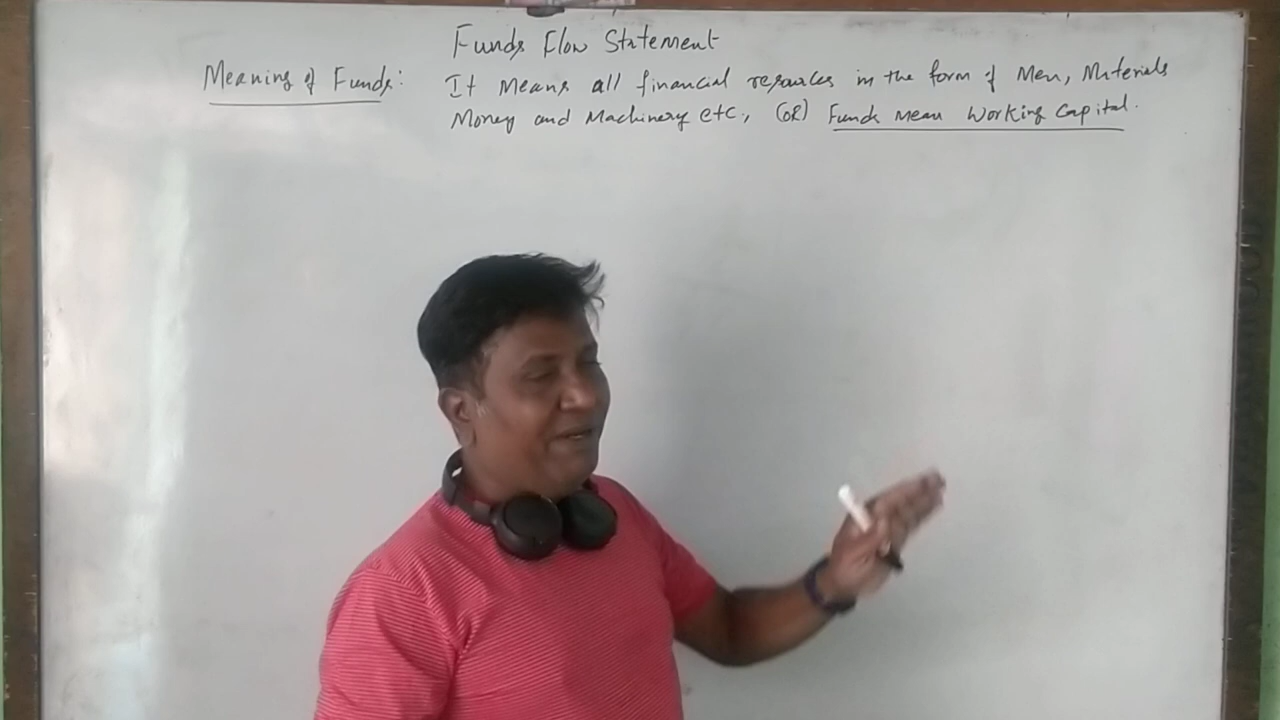 Funds Flow Statement
Meaning of Funds: It means all financial resources in the form of Men, Materials
Money and Machinery etc, (OR) Funds mean Working Capital.